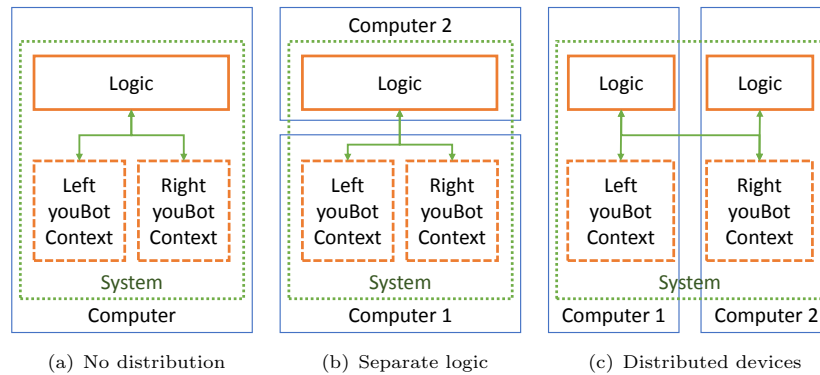 Logic
Left
youBot
Context
Right
youBot
Context
System
Computer
(a) No distribution
Computer 2
Logic
Left
youBot
Context
Right
youBot
Context
System
Computer 1
(b) Separate logic
Logic
Logic
Left
youBot
Context
Right
youBot
Context
System
Computer 1
Computer 2
(c) Distributed devices